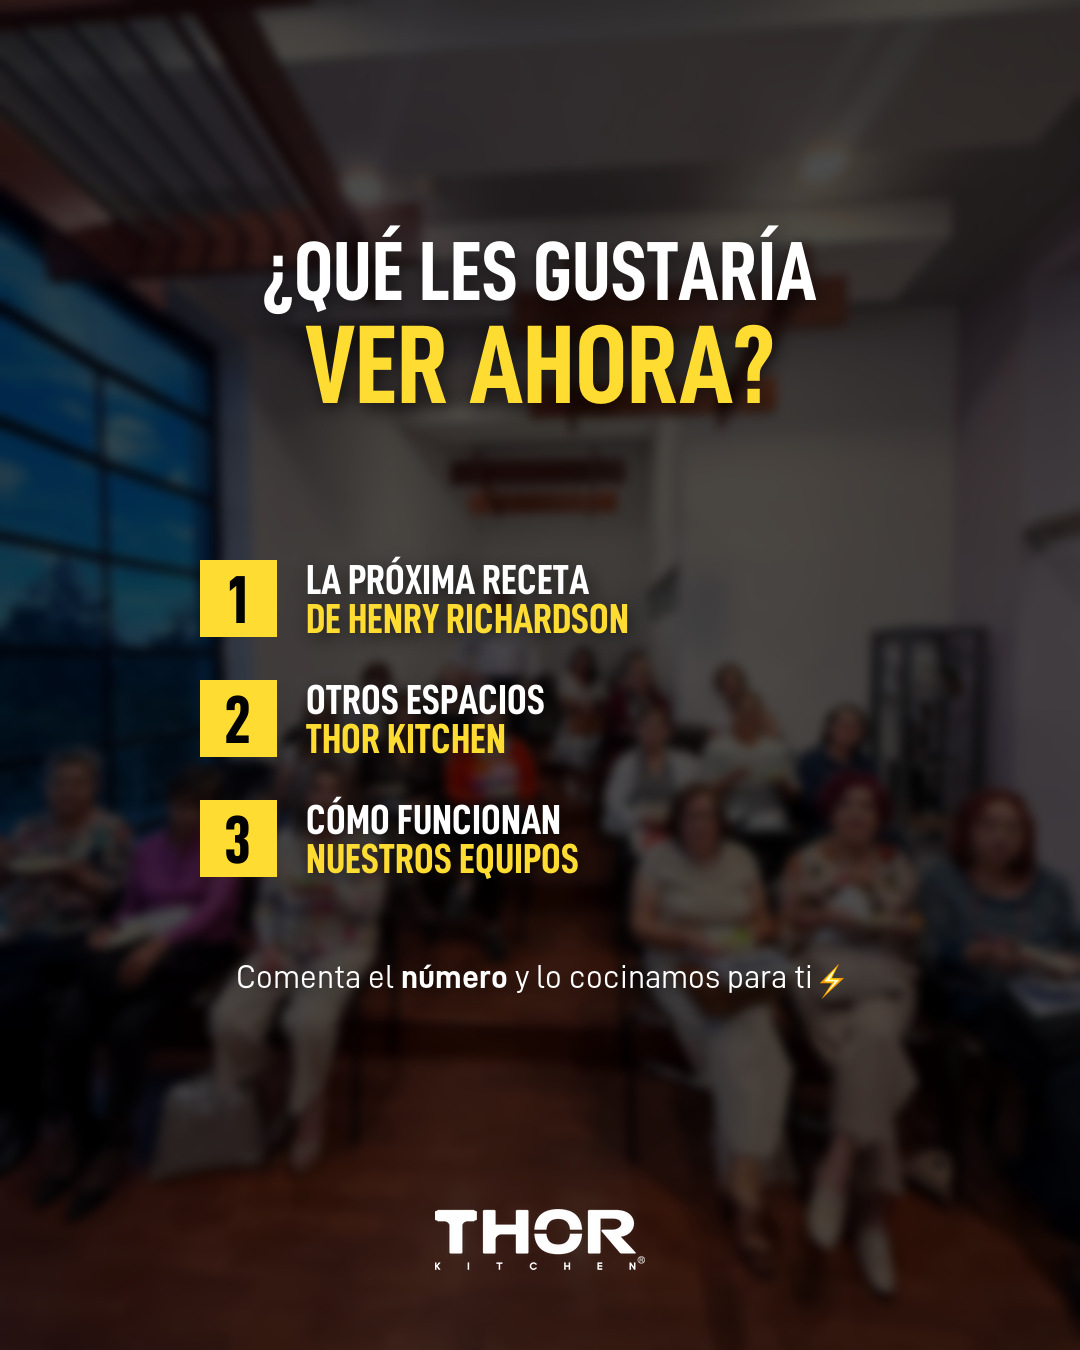 ¿QUÉ LES GUSTARÍA
VER AHORA?
1
LA PRÓXIMA RECETA
DE HENRY RICHARDSON
2
OTROS ESPACIOS
THOR KITCHEN
3
CÓMO FUNCIONAN
NUESTROS EQUIPOS
Comenta el número y lo cocinamos para ti⚡
THOR
KITCHEN®